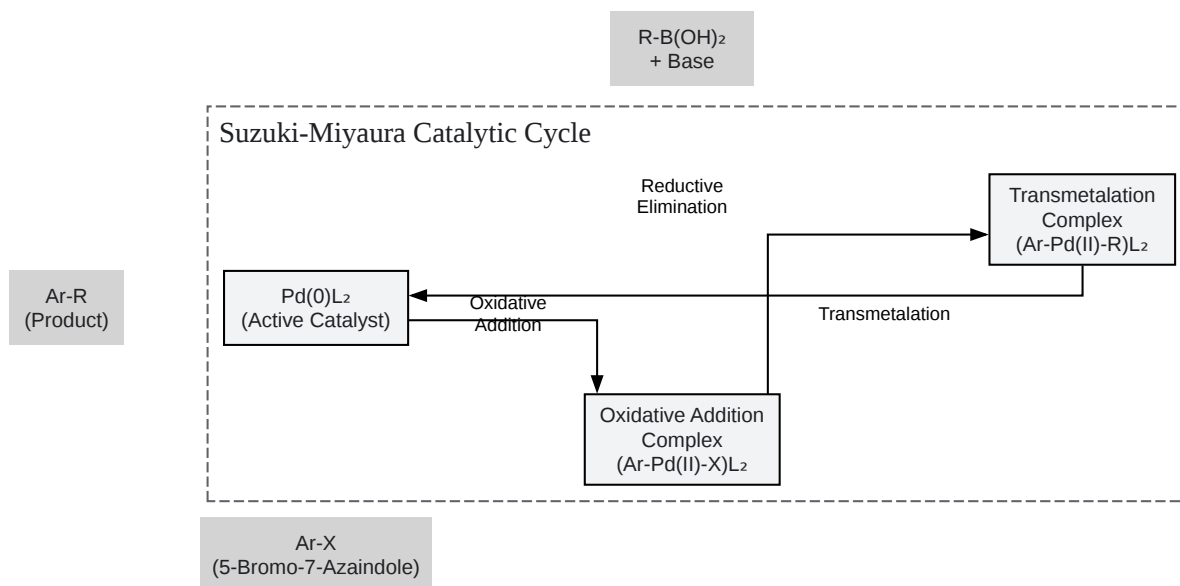 R-B(OH)₂
+ Base
Suzuki-Miyaura Catalytic Cycle
Reductive
Elimination
Transmetalation
Complex
(Ar-Pd(II)-R)L₂
Ar-R
(Product)
Pd(0)L₂
(Active Catalyst)
Oxidative
Addition
Transmetalation
Oxidative Addition
Complex
(Ar-Pd(II)-X)L₂
Ar-X
(5-Bromo-7-Azaindole)